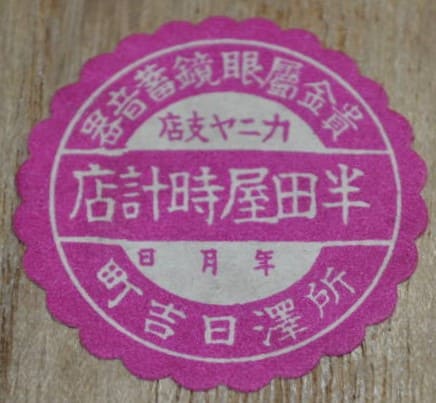 貴金屬眼鏡蓄音器
カニヤ支店
半田屋時計店
年月日
所澤日吉町